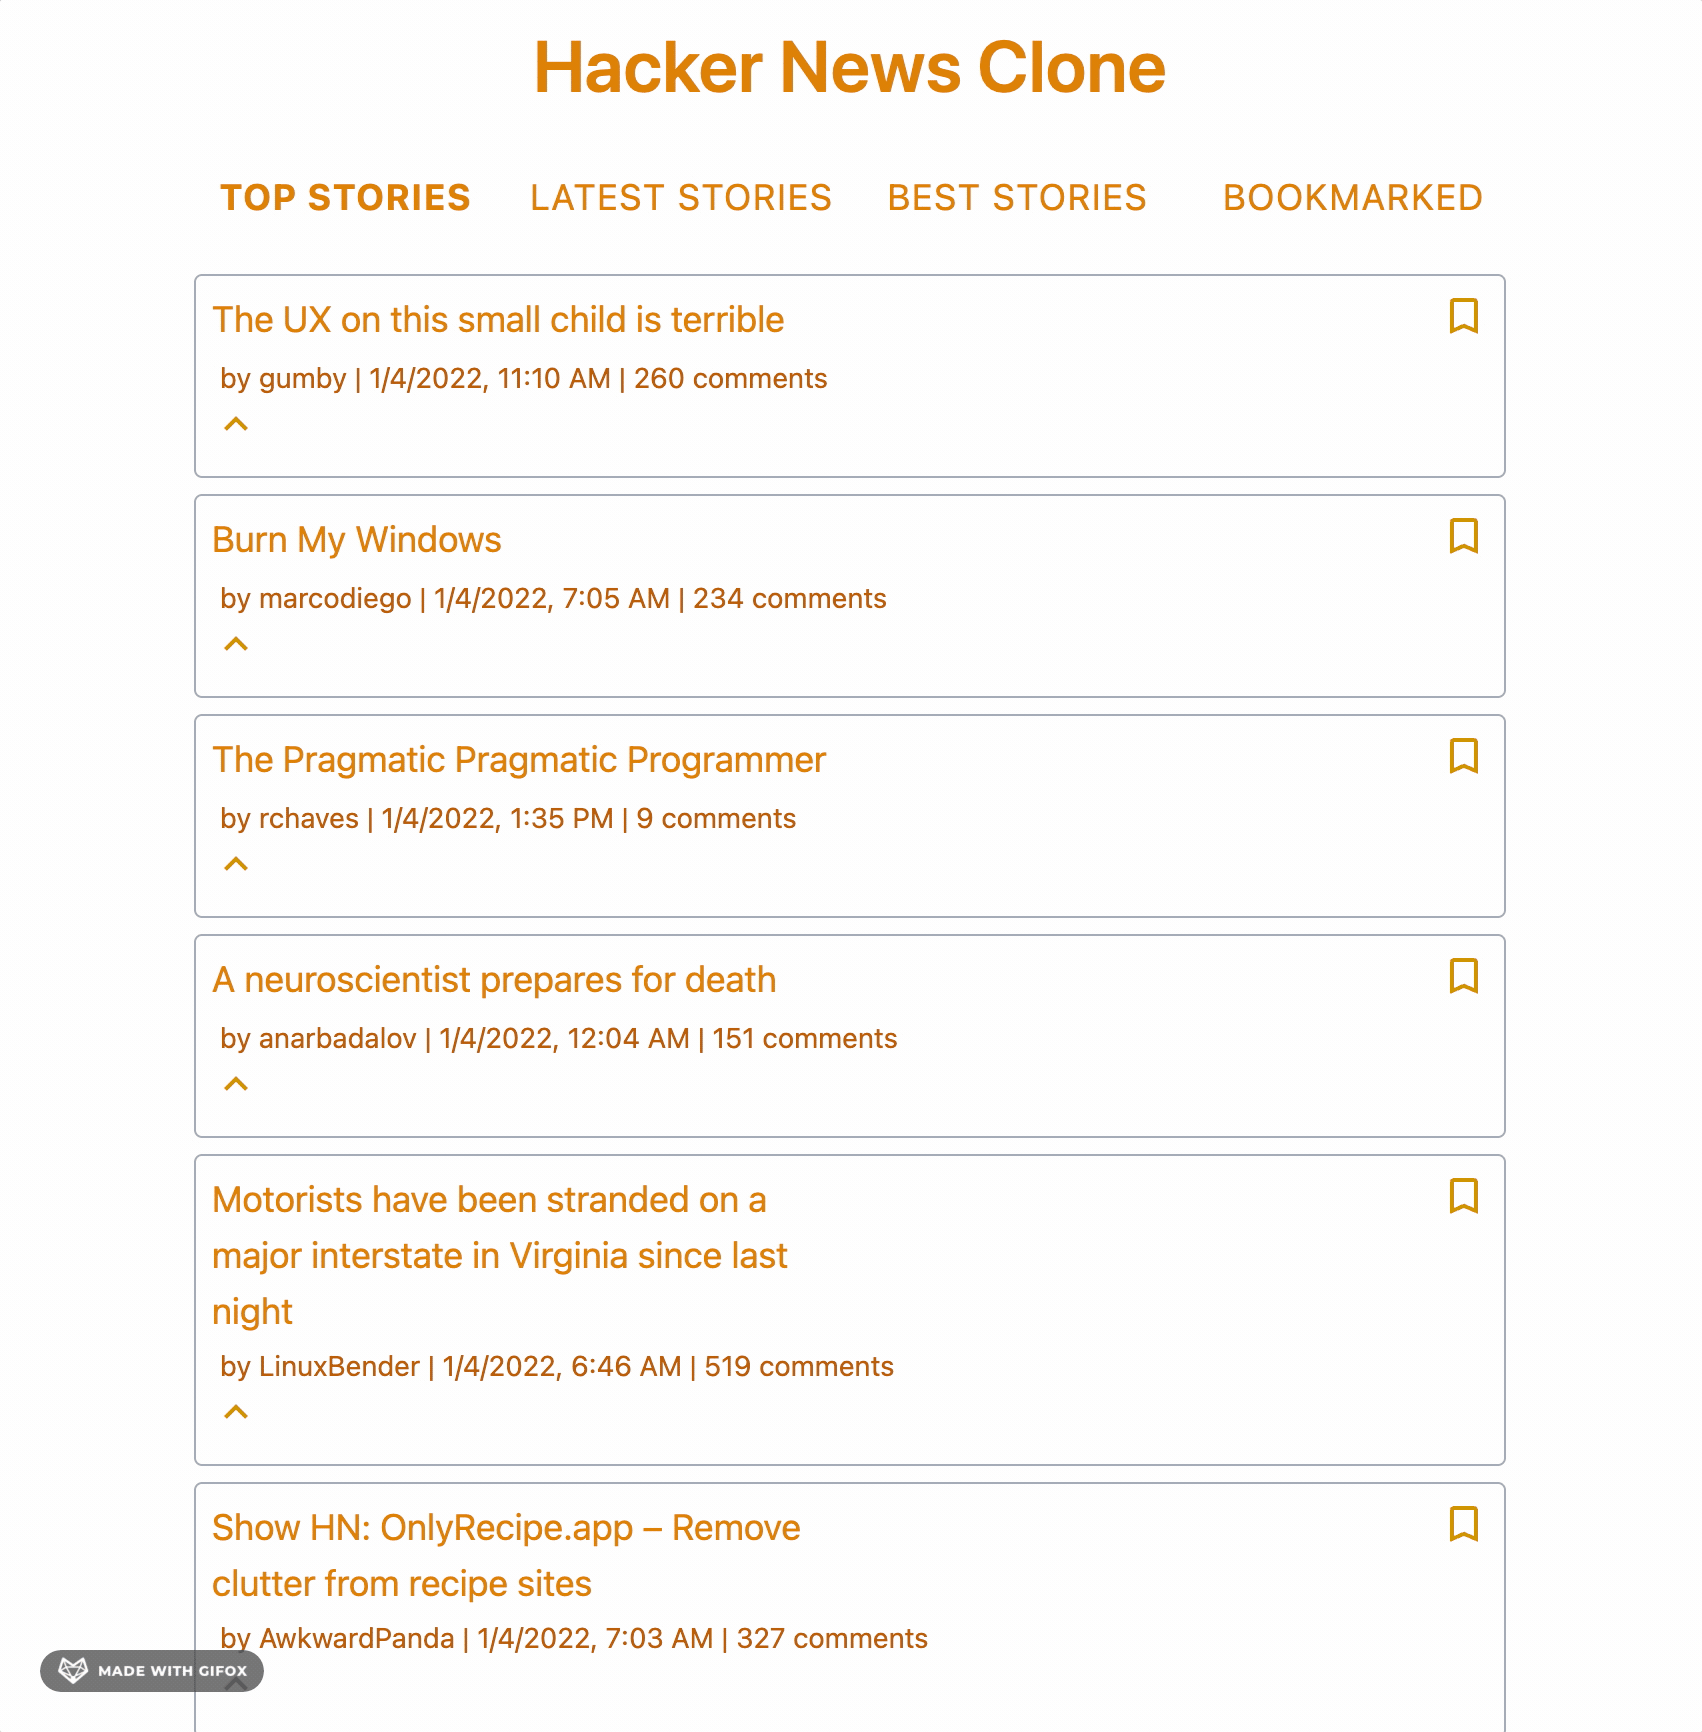 Hacker News Clone
TOP STORIES LATEST STORIES BEST STORIES BOOKMARKED
The UX on this small child is terrible
by gumby | 1/4/2022, 11:10 AM | 260 comments
Burn My Windows
by marcodiego | 1/4/2022, 7:05 AM | 234 comments
The Pragmatic Pragmatic Programmer
by rchaves | 1/4/2022, 1:35 PM | 9 comments
A neuroscientist prepares for death
by anarbadalov | 1/4/2022, 12:04 AM | 151 comments
Motorists have been stranded on a
major interstate in Virginia since last
night
by LinuxBender | 1/4/2022, 6:46 AM | 519 comments
Show HN: OnlyRecipe.app – Remove
clutter from recipe sites
by AwkwardPanda | 1/4/2022, 7:03 AM | 327 comments
MADE WITH GIFOX